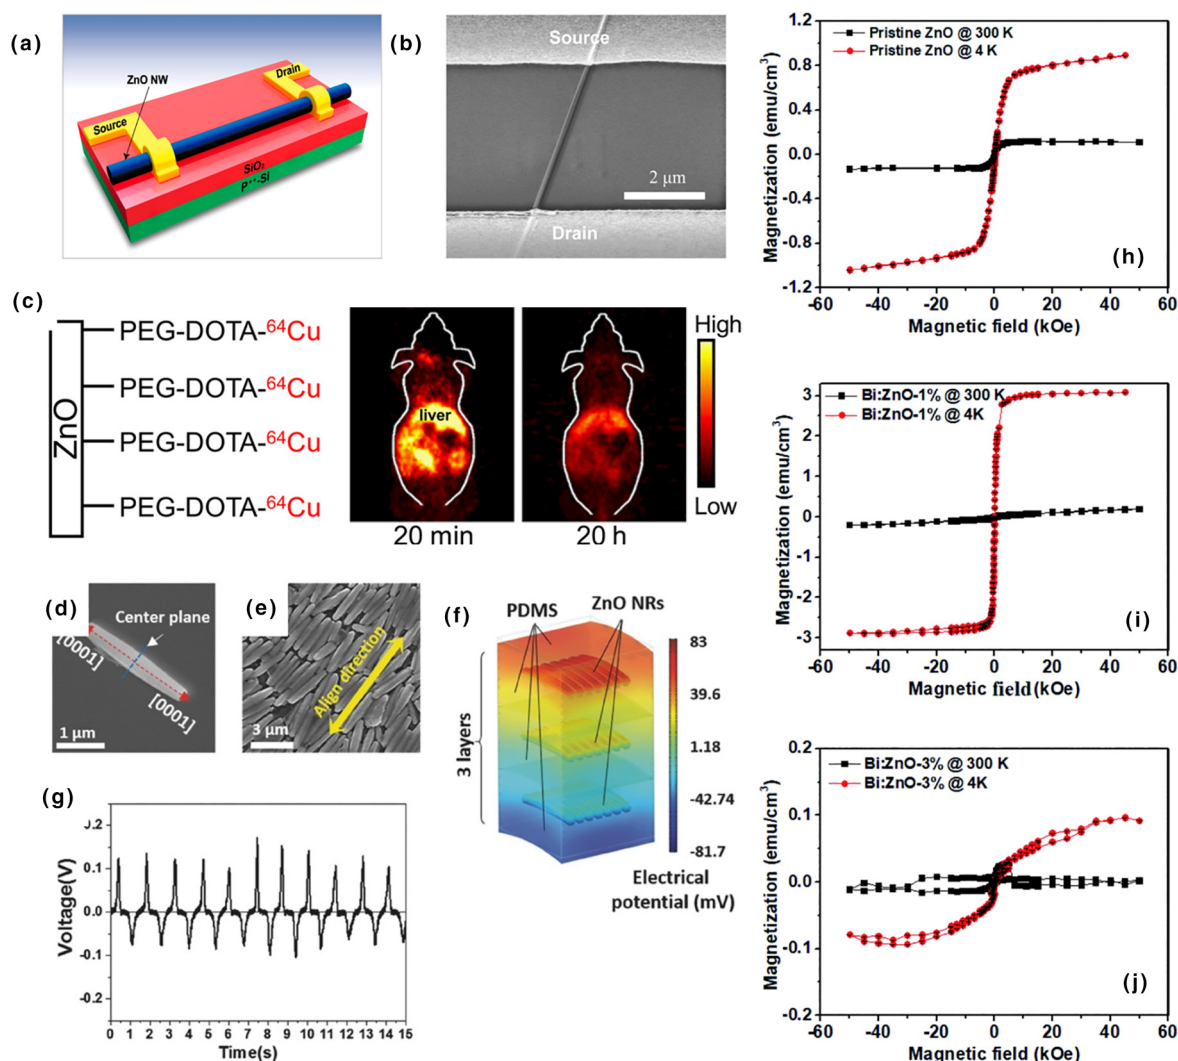 (a)
ZnO NW
Drain
Source
SiO₂
P⁺⁺-Si
(b)
Source
2 μm
Drain
(c)
ZnO
PEG-DOTA-⁶⁴Cu
PEG-DOTA-⁶⁴Cu
PEG-DOTA-⁶⁴Cu
PEG-DOTA-⁶⁴Cu
liver
20 min
20 h
High
Low
(d)
Center plane
[0001]
[0001]
1 μm
(e)
Align direction
3 μm
(f)
PDMS
ZnO NRs
3 layers
83
39.6
1.18
-42.74
-81.7
Electrical
potential (mV)
(g)
Voltage(V)
0.1
0.0
-0.1
-0.2
0 1 2 3 4 5 6 7 8 9 10 11 12 13 14 15
Time(s)
Pristine ZnO @ 300 K
Pristine ZnO @ 4 K
Magnetization (emu/cm³)
1.2
0.8
0.4
0.0
-0.4
-0.8
-1.2
(h)
-60 -40 -20 0 20 40 60
Magnetic field (kOe)
Bi:ZnO-1% @ 300 K
Bi:ZnO-1% @ 4K
Magnetization (emu/cm³)
3
2
1
0
-1
-2
-3
(i)
-60 -40 -20 0 20 40 60
Magnetic field (kOe)
Bi:ZnO-3% @ 300 K
Bi:ZnO-3% @ 4K
Magnetization (emu/cm³)
0.2
0.1
0.0
-0.1
-0.2
(j)
-60 -40 -20 0 20 40 60
Magnetic field (kOe)